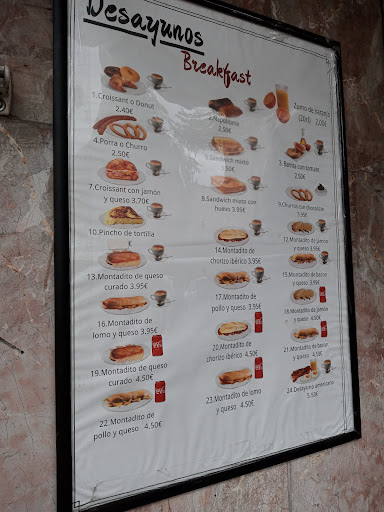 Desayunos
Breakfast
1.Croissant o Donut
2.40€
2.Napolitana
2.50€
Zumo de naranja
(20cl) 2.00€
4.Porra o Churro
2.50€
Sandwich mixto
3.50€
3. Barrita con tomate
7.Croissant con jamón
y queso 3.70€
8.Sandwich mixto con
huevo 3.95€
9.Churros con chocolate
3.95€
10.Pincho de tortilla
14.Montadito de
chorizo ibérico 3.95€
12.Montadito de jamon
y queso 3.95€
13.Montadito de queso
curado 3.95€
17.Montadito de
pollo y queso 3.95€
15.Montadito de bacon
y queso 3.95€
16.Montadito de
lomo y queso 3.95€
20.Montadito de
chorizo ibérico 4.50€
18.Montadito de jamon
y queso 4.50€
19.Montadito de queso
curado 4.50€
23.Montadito de lomo
y queso 4.50€
21.Montadito de bacon
y queso 4.50€
22.Montadito de
pollo y queso 4.50€
24.Desayuno americano
5.50€